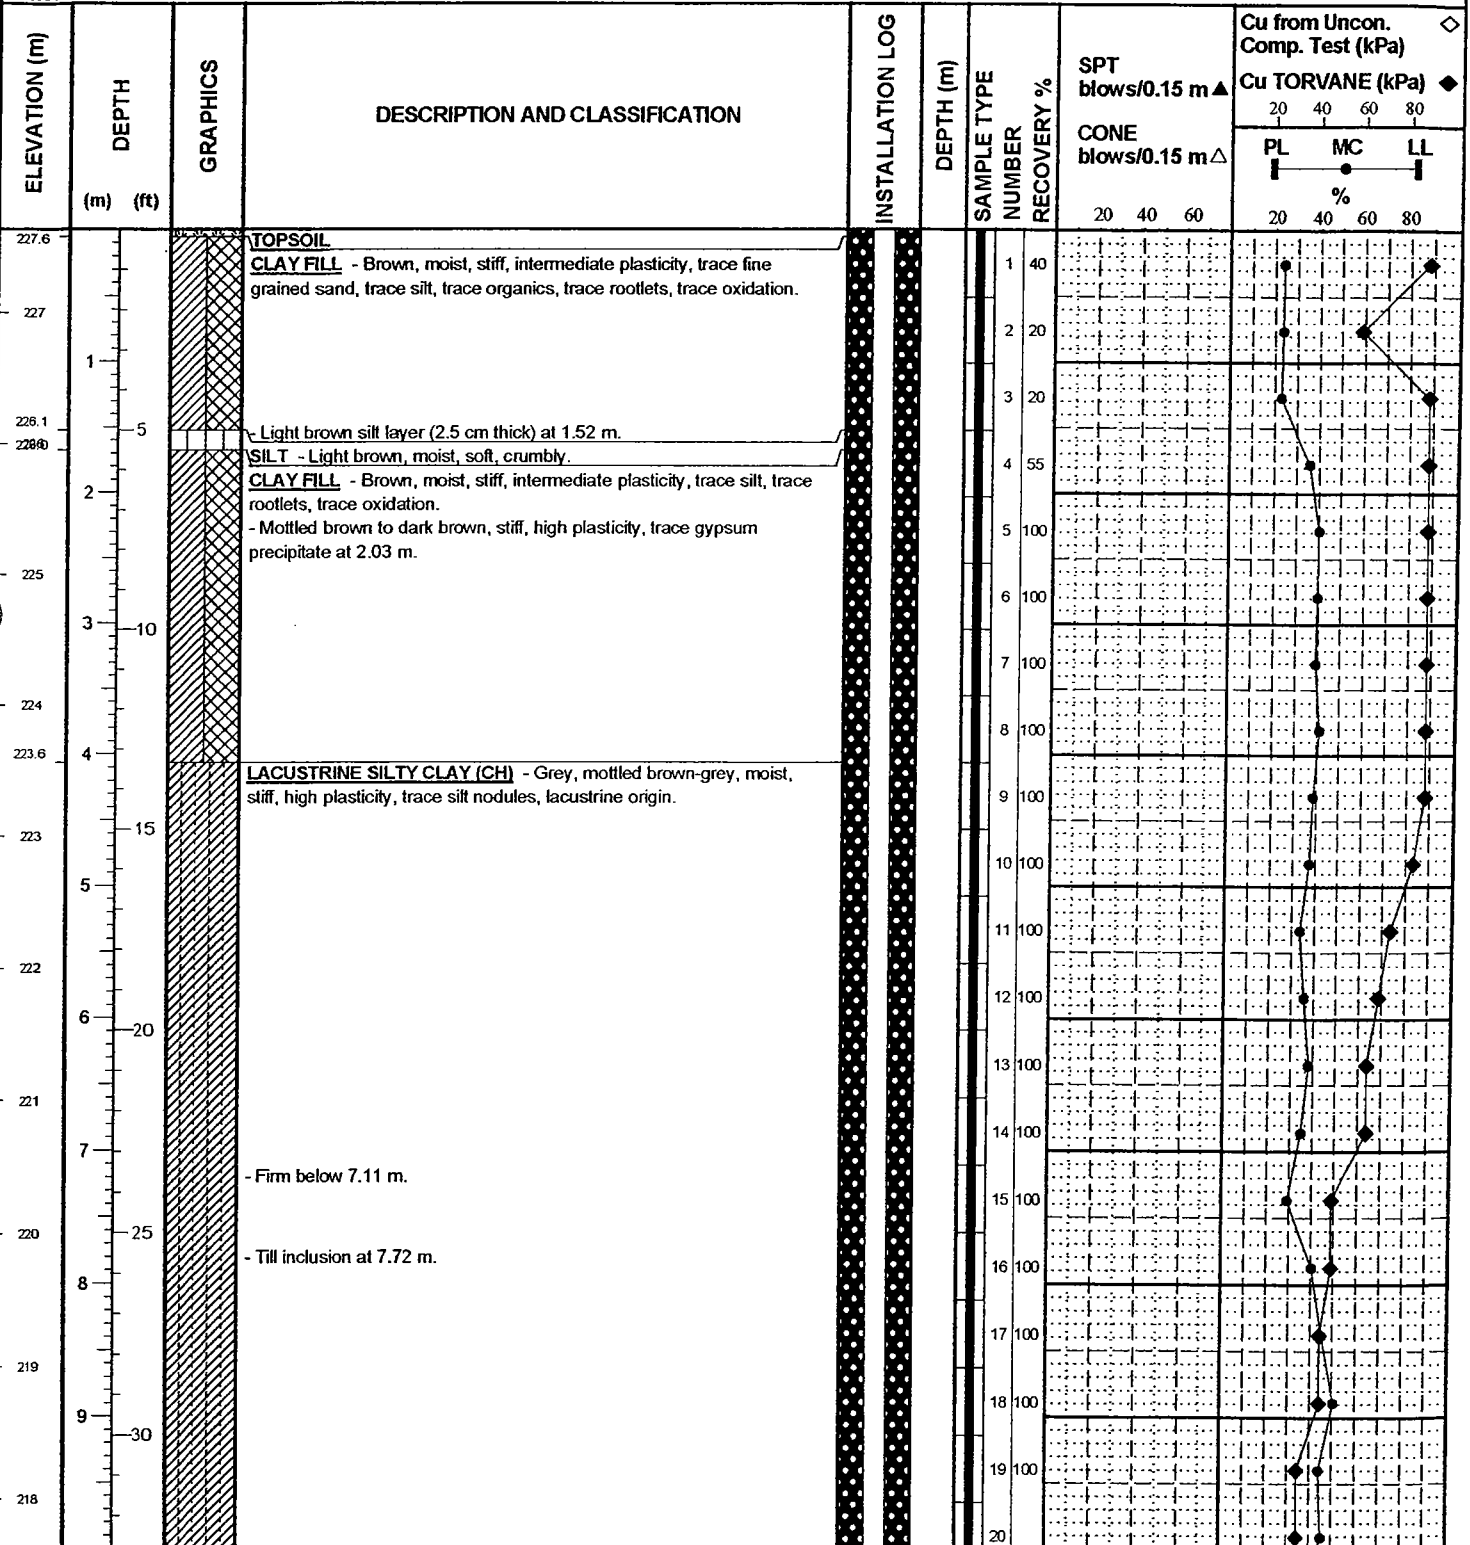 ELEVATION (m)
DEPTH
(m) (ft)
GRAPHICS
DESCRIPTION AND CLASSIFICATION
INSTALLATION LOG
DEPTH (m)
SAMPLE TYPE
NUMBER
RECOVERY %
SPT
blows/0.15 m ▲
CONE
blows/0.15 m △
20 40 60
Cu from Uncon. ◇
Comp. Test (kPa)
Cu TORVANE (kPa) ◆
20 40 60 80
PL MC LL
%
20 40 60 80
227.6
TOPSOIL
CLAY FILL - Brown, moist, stiff, intermediate plasticity, trace fine
grained sand, trace silt, trace organics, trace rootlets, trace oxidation.
1 40
227
2 20
1
3 20
226.1
5
- Light brown silt layer (2.5 cm thick) at 1.52 m.
SILT - Light brown, moist, soft, crumbly.
4 55
CLAY FILL - Brown, moist, stiff, intermediate plasticity, trace silt, trace
rootlets, trace oxidation.
2
- Mottled brown to dark brown, stiff, high plasticity, trace gypsum
precipitate at 2.03 m.
5 100
225
6 100
3
10
7 100
224
8 100
223.6
4
LACUSTRINE SILTY CLAY (CH) - Grey, mottled brown-grey, moist,
stiff, high plasticity, trace silt nodules, lacustrine origin.
9 100
223
15
10 100
5
11 100
222
12 100
6
20
13 100
221
14 100
7
- Firm below 7.11 m.
15 100
220
25
- Till inclusion at 7.72 m.
16 100
8
17 100
219
18 100
9
30
19 100
218
20